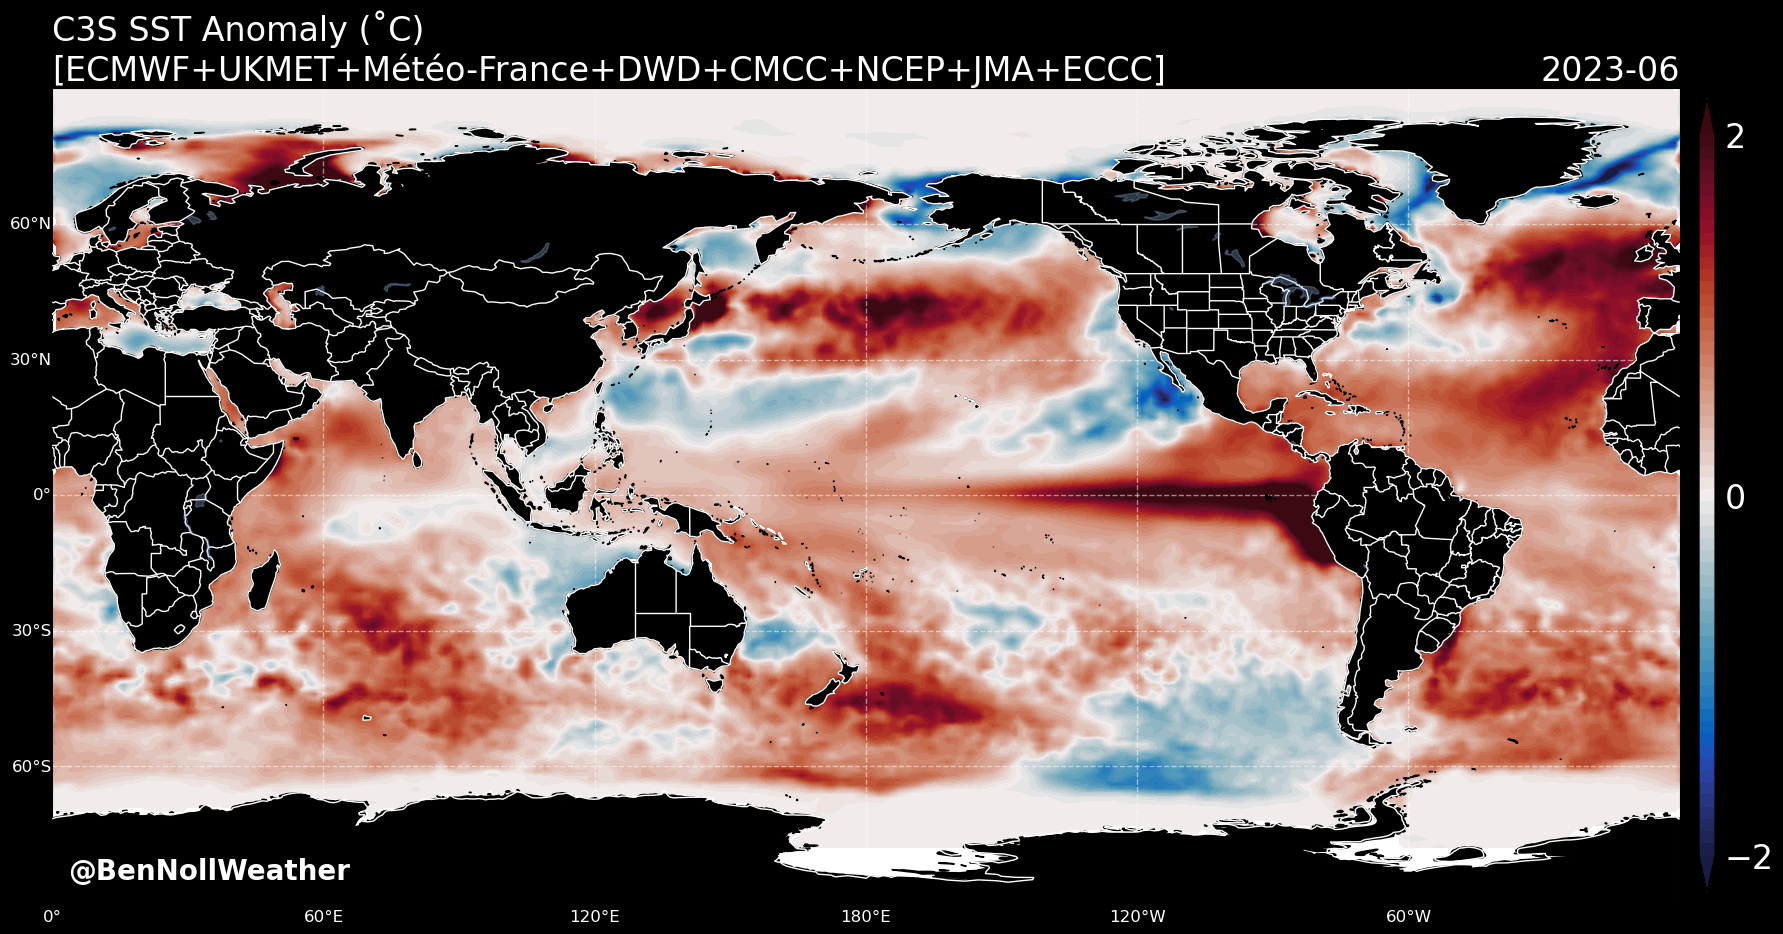 C3S SST Anomaly (˚C)
[ECMWF+UKMET+Météo-France+DWD+CMCC+NCEP+JMA+ECCC]
2023-06
2
60°N
30°N
0°
0
30°S
60°S
−2
@BenNollWeather
0°
60°E
120°E
180°E
120°W
60°W